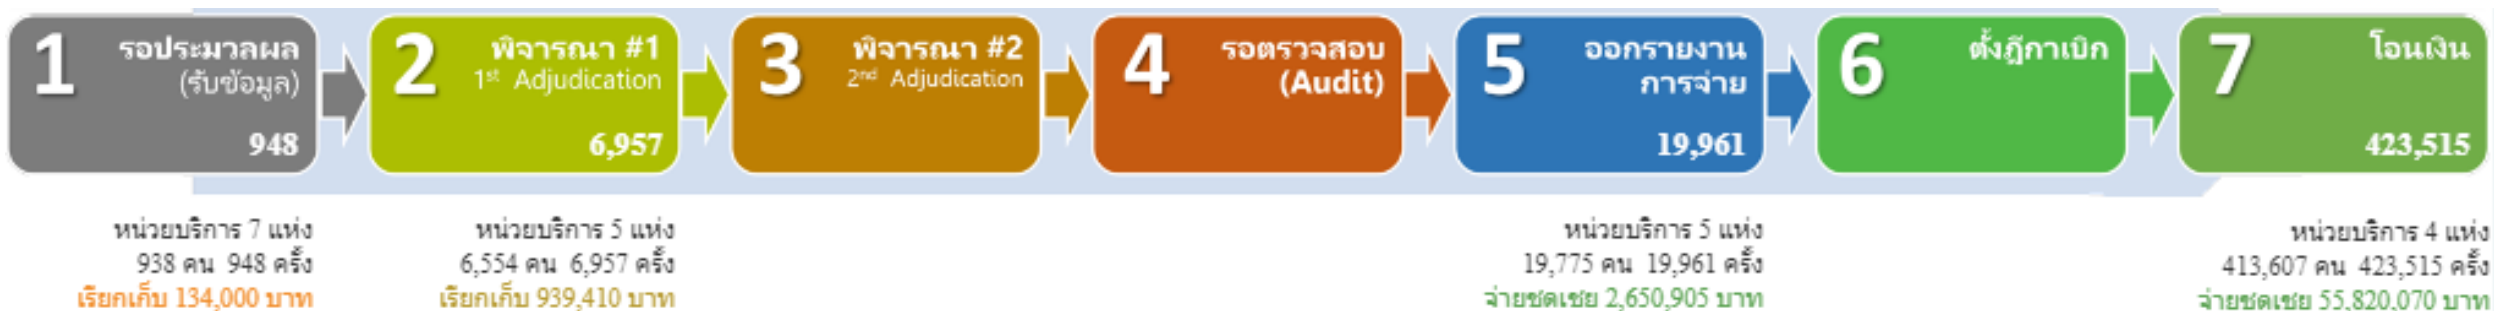 1
รอประมวลผล
(รับข้อมูล)
948
หน่วยบริการ 7 แห่ง
938 คน 948 ครั้ง
เรียกเก็บ 134,000 บาท
2
พิจารณา #1
1st Adjudication
6,957
หน่วยบริการ 5 แห่ง
6,554 คน 6,957 ครั้ง
เรียกเก็บ 939,410 บาท
3
พิจารณา #2
2nd Adjudication
4
รอตรวจสอบ
(Audit)
5
ออกรายงาน
การจ่าย
19,961
หน่วยบริการ 5 แห่ง
19,775 คน 19,961 ครั้ง
จ่ายชดเชย 2,650,905 บาท
6
ตั้งฎีกาเบิก
7
โอนเงิน
423,515
หน่วยบริการ 4 แห่ง
413,607 คน 423,515 ครั้ง
จ่ายชดเชย 55,820,070 บาท